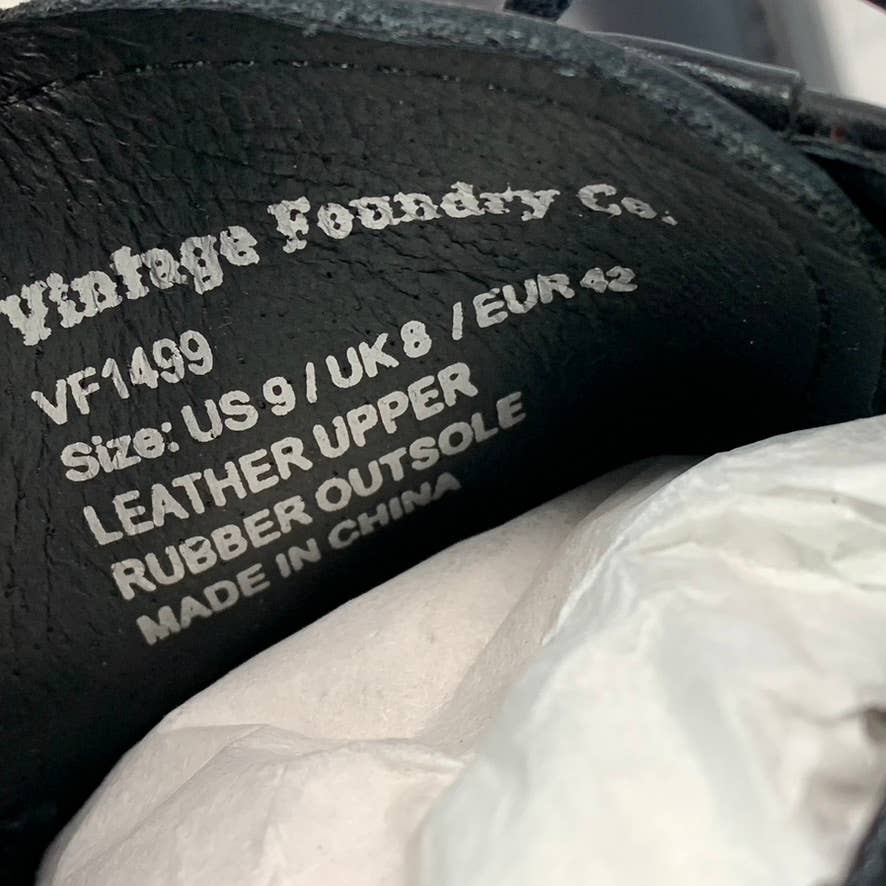 Vintage Foundry Co.
VF1499
Size: US 9 / UK 8 / EUR 42
LEATHER UPPER
RUBBER OUTSOLE
MADE IN CHINA